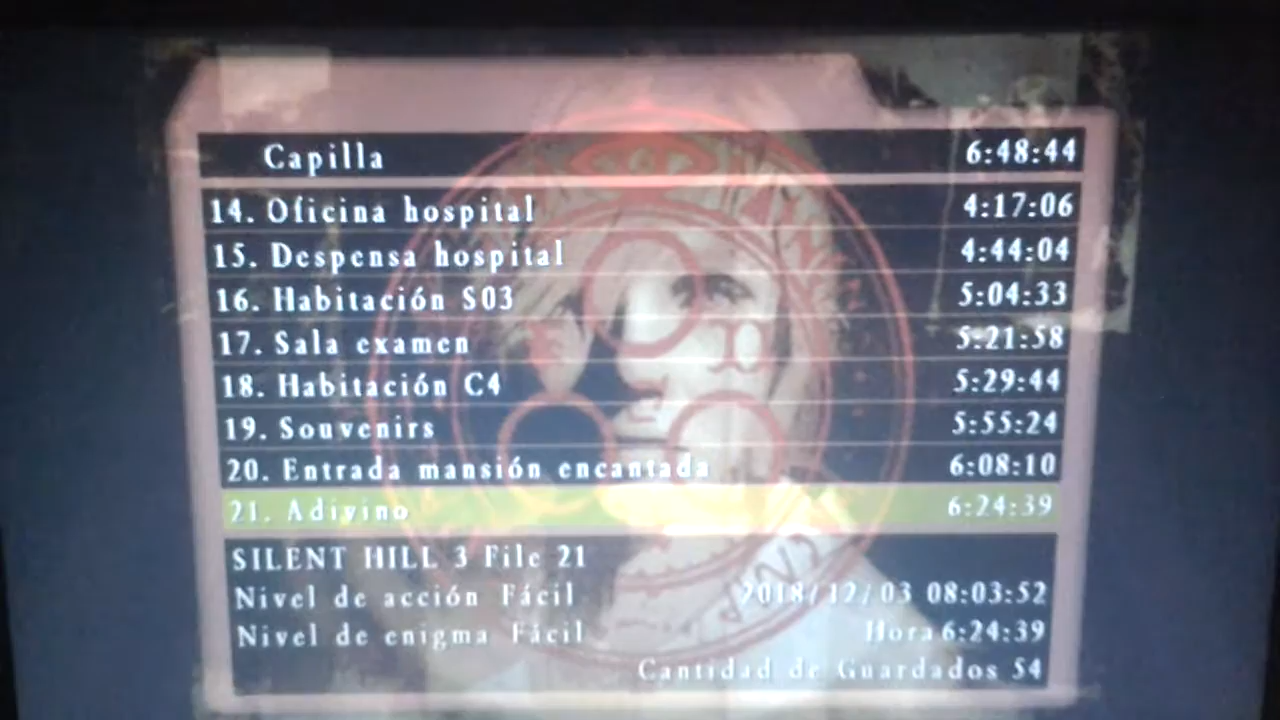 Capilla 6:48:44
14. Oficina hospital 4:17:06
15. Despensa hospital 4:44:04
16. Habitación S03 5:04:33
17. Sala examen 5:21:58
18. Habitación C4 5:29:44
19. Souvenirs 5:55:24
20. Entrada mansión encantada 6:08:10
21. Adivino 6:24:39
SILENT HILL 3 File 21
Nivel de acción Fácil 2018/12/03 08:03:52
Nivel de enigma Fácil Hora 6:24:39
Cantidad de Guardados 54